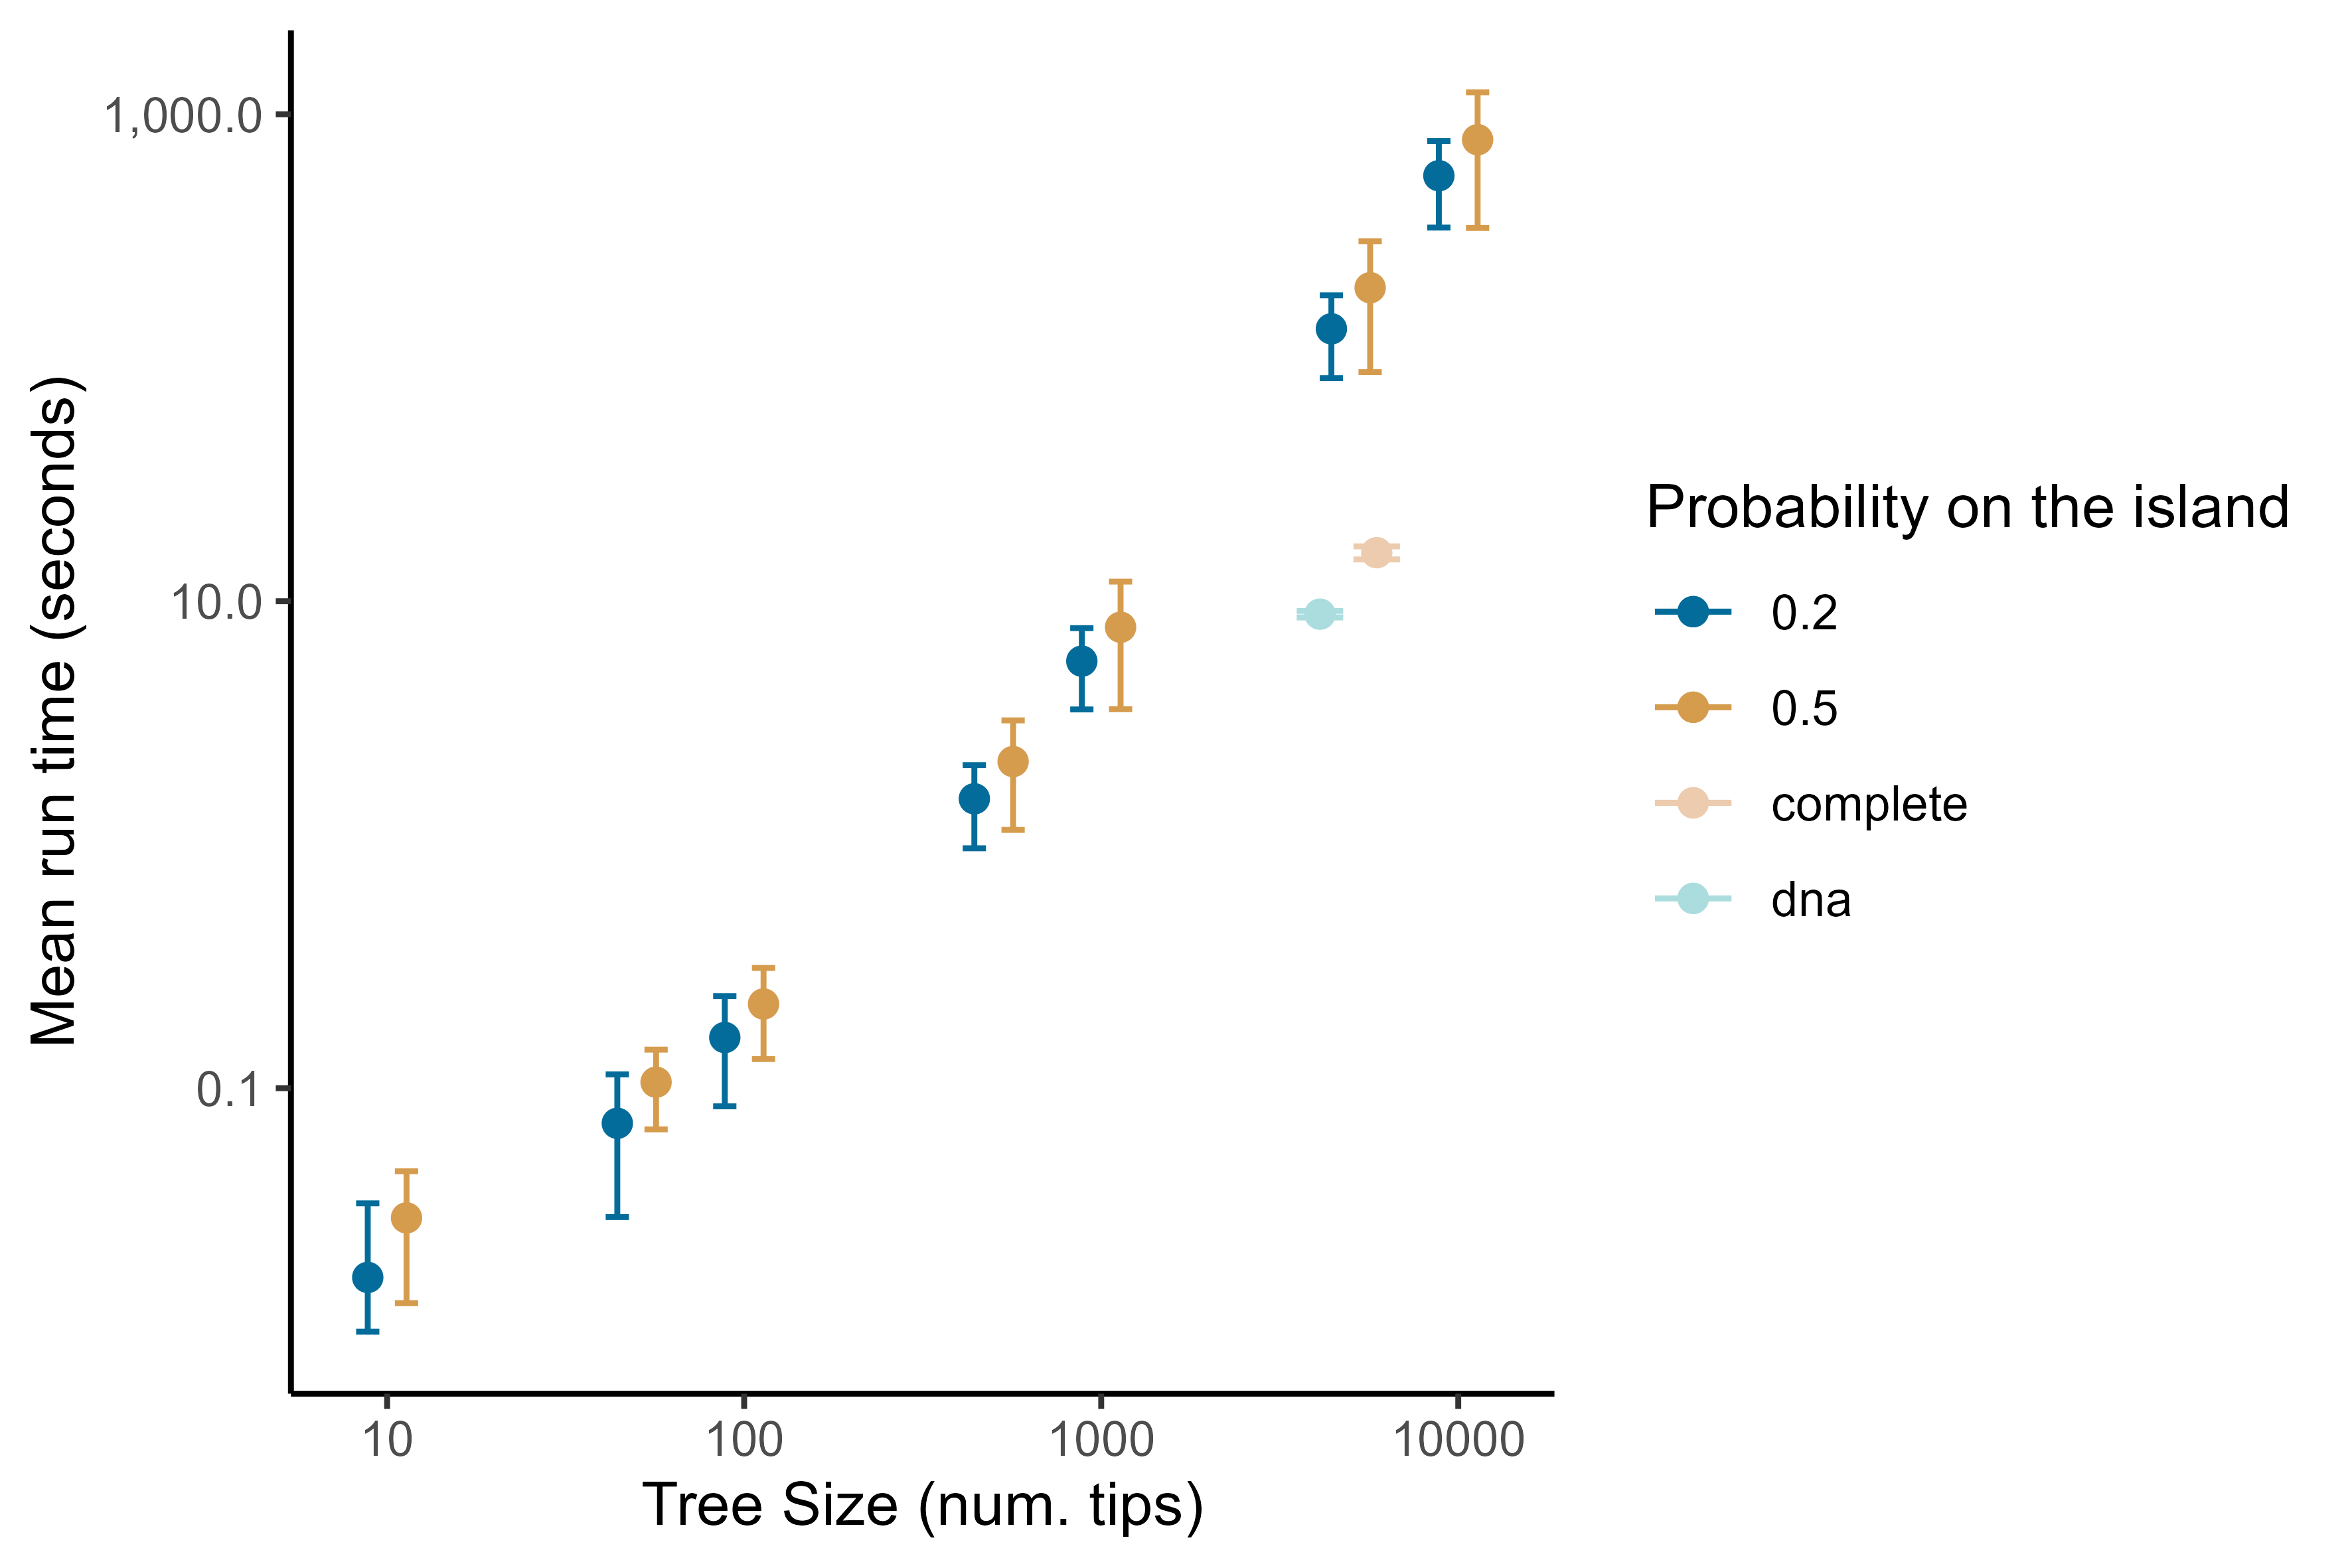 Mean run time (seconds)
1,000.0
10.0
0.1
10
100
1000
10000
Tree Size (num. tips)
Probability on the island
0.2
0.5
complete
dna